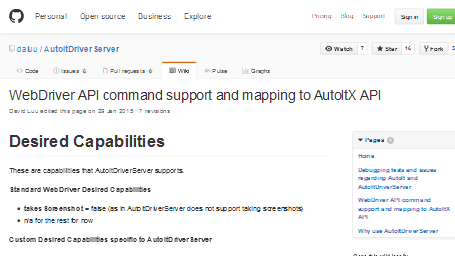 Personal Open source Business Explore Pricing Blog Support Sign in Sign up
daluu / AutoItDriverServer Watch 7 Star 16 Fork
Code Issues Pull requests Wiki Pulse Graphs
WebDriver API command support and mapping to AutoItX API
David Luu edited this page on 29 Jan 2015 · 7 revisions
Desired Capabilities
These are capabilities that AutoItDriverServer supports.
Standard WebDriver Desired Capabilities
takesScreenshot = false (as in AutoItDriverServer does not support taking screenshots)
n/a for the rest for now
Custom Desired Capabilities specific to AutoItDriverServer
Pages
Home
Debugging tests and issues
regarding AutoIt and
AutoItDriverServer
WebDriver API command
support and mapping to AutoItX
API
Why use AutoItDriverServer